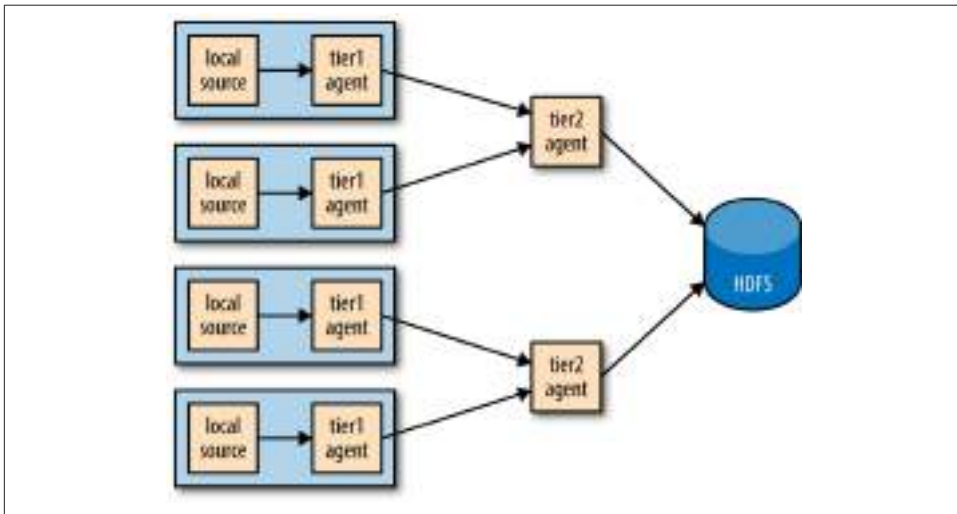 local
source
tier1
agent
local
source
tier1
agent
tier2
agent
HDFS
local
source
tier1
agent
local
source
tier1
agent
tier2
agent